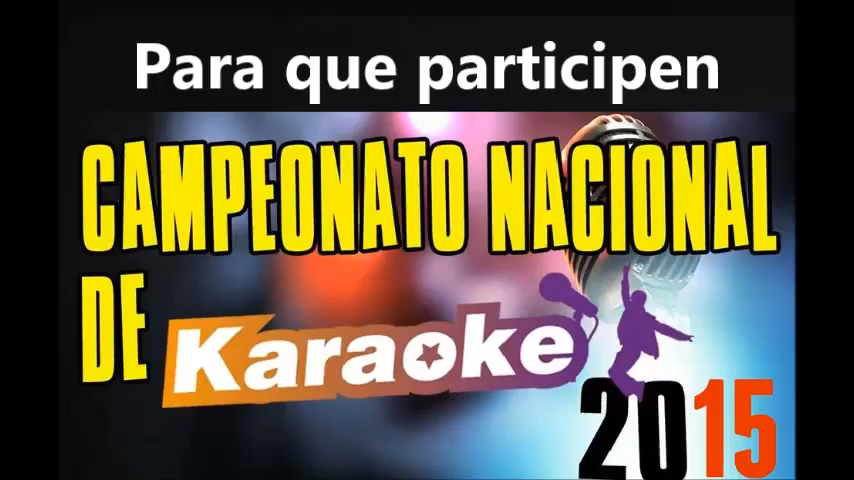 Para que participen
CAMPEONATO NACIONAL
DE
Karaoke
2015